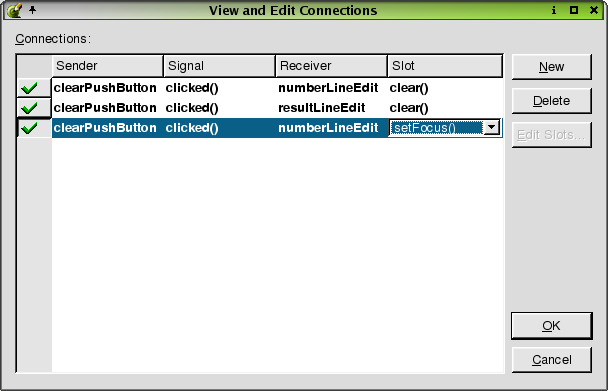 View and Edit Connections
Connections:
Sender Signal Receiver Slot
clearPushButton clicked() numberLineEdit clear()
clearPushButton clicked() resultLineEdit clear()
clearPushButton clicked() numberLineEdit setFocus()
New
Delete
Edit Slots...
OK
Cancel